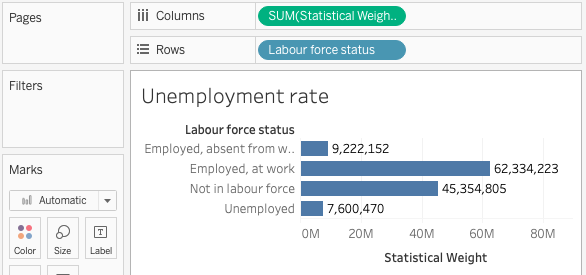 Pages
Columns
SUM(Statistical Weigh..
Rows
Labour force status
Filters
Unemployment rate
Labour force status
Employed, absent from w.. 9,222,152
Employed, at work 62,334,223
Not in labour force 45,354,805
Unemployed 7,600,470
0M 20M 40M 60M 80M
Statistical Weight
Marks
Automatic
Color Size Label
T